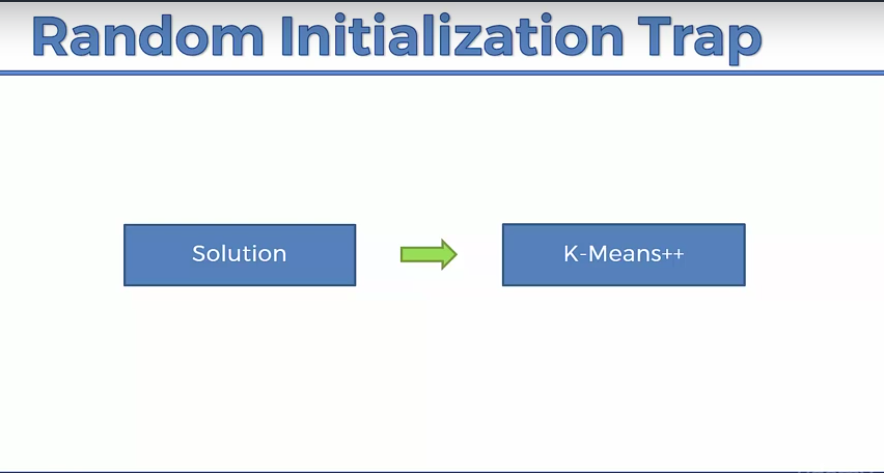 Random Initialization Trap
Solution
K-Means++